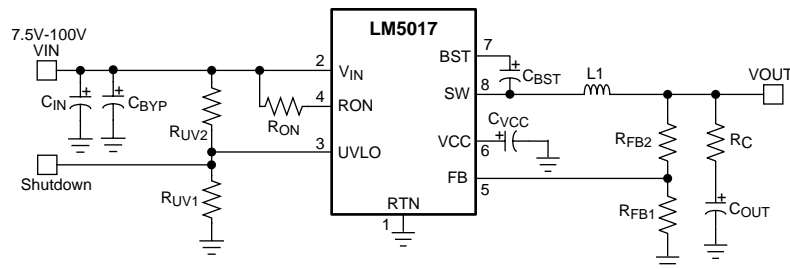 7.5V-100V
VIN
LM5017
2
VIN
CIN
+
CBYP
+
RUV2
RON
4
RON
3
UVLO
Shutdown
RUV1
1
RTN
BST
7
+
CBST
SW
8
L1
VOUT
VCC
6
CVCC
+
FB
5
RFB2
RC
RFB1
+
COUT